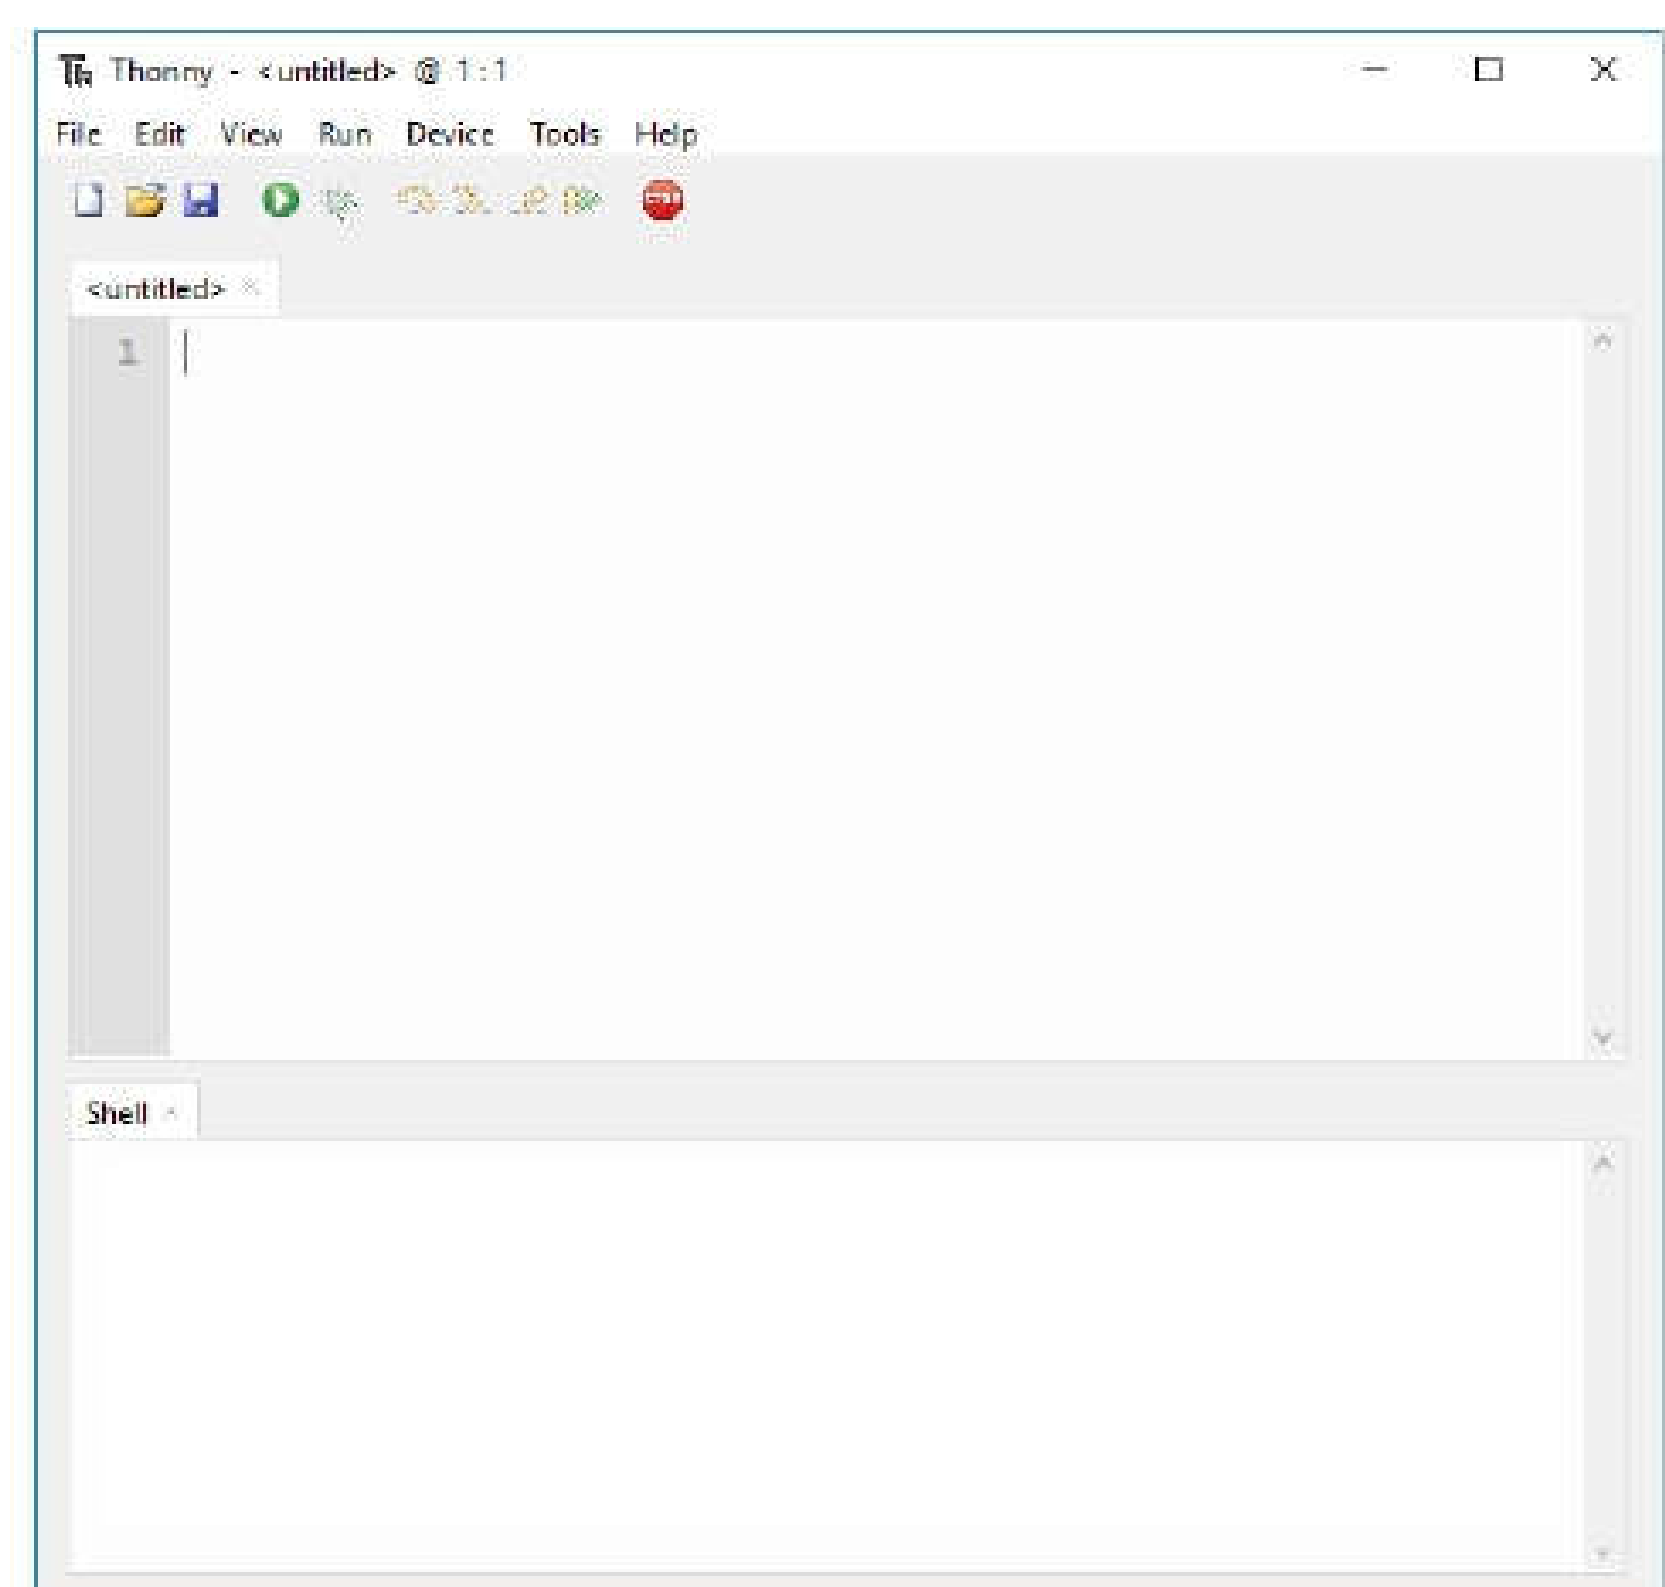 Thonny - <untitled> @ 1:1
File Edit View Run Device Tools Help
<untitled>
1
Shell